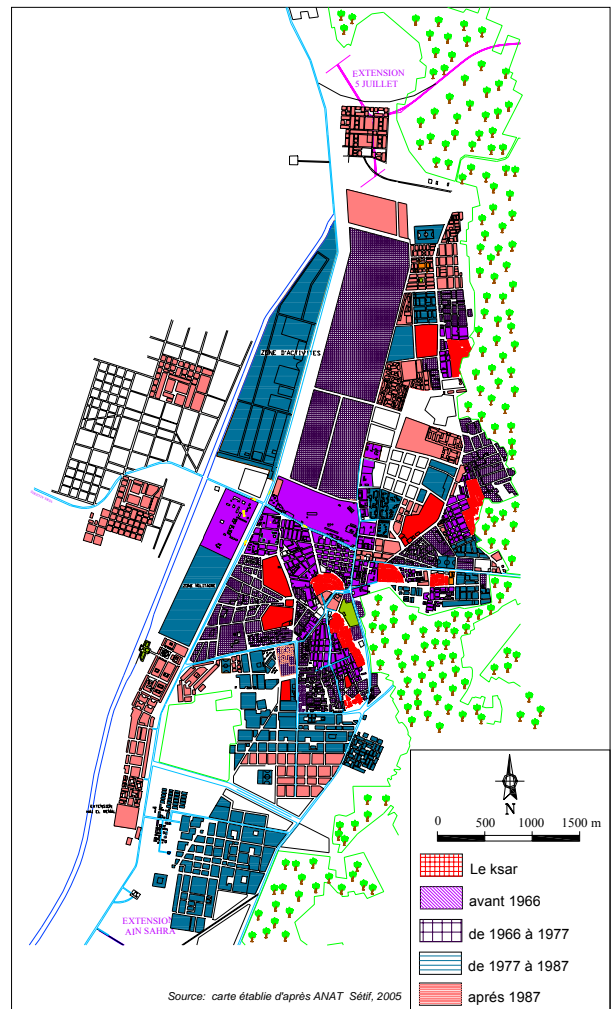 EXTENSION
5 JUILLET
ZONE D'ACTIVITES
ZONE MILITAIRE
EXTENSION
EXTENSION
AIN SAHRA
N
0 500 1000 1500 m
Le ksar
avant 1966
de 1966 à 1977
de 1977 à 1987
aprés 1987
Source: carte établie d'après ANAT Sétif, 2005